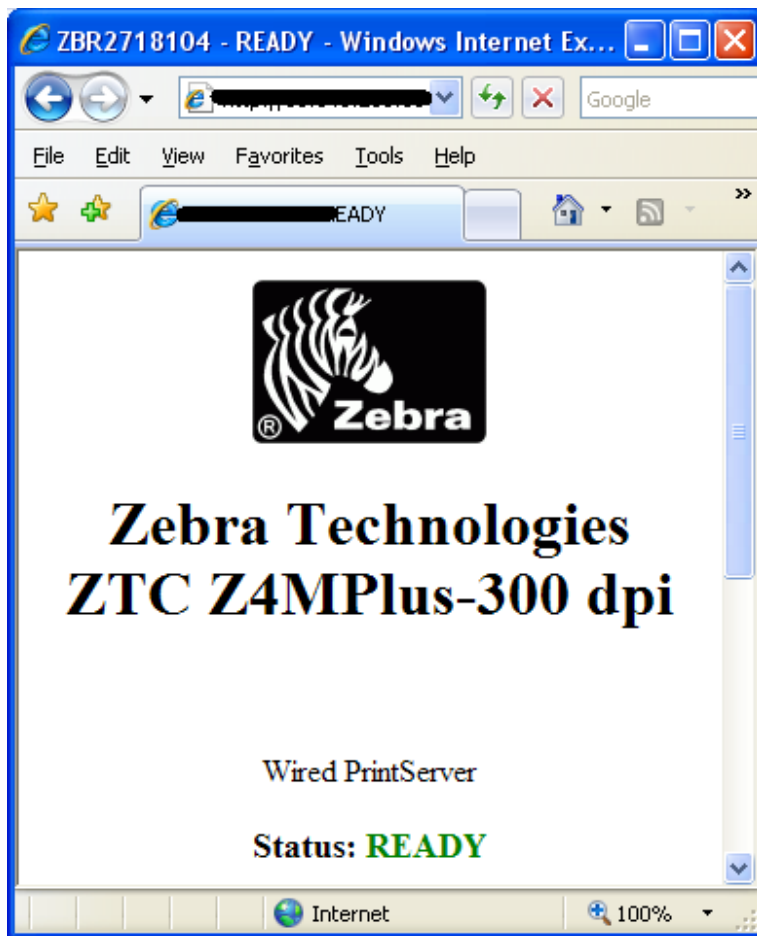 ZBR2718104 - READY - Windows Internet Ex...
Google
File Edit View Favorites Tools Help
EADY
»
® Zebra
Zebra Technologies
ZTC Z4MPlus-300 dpi
Wired PrintServer
Status: READY
Internet 100%